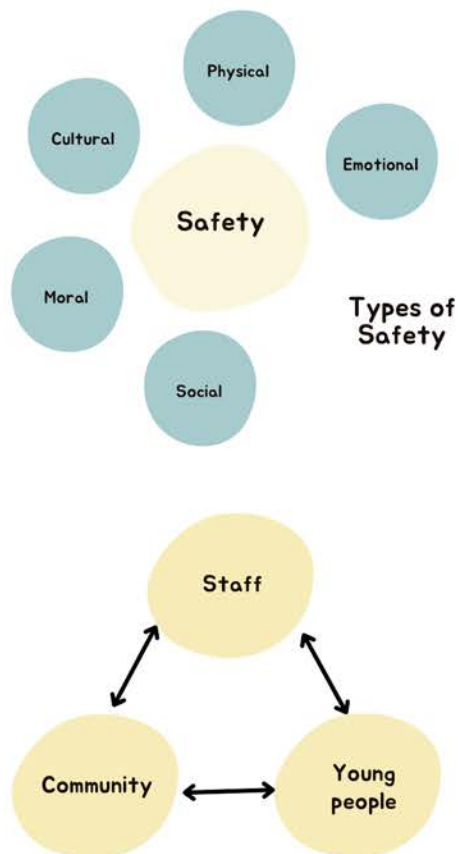 Physical
Cultural
Emotional
Safety
Moral
Types of
Safety
Social
Staff
Community
Young
people